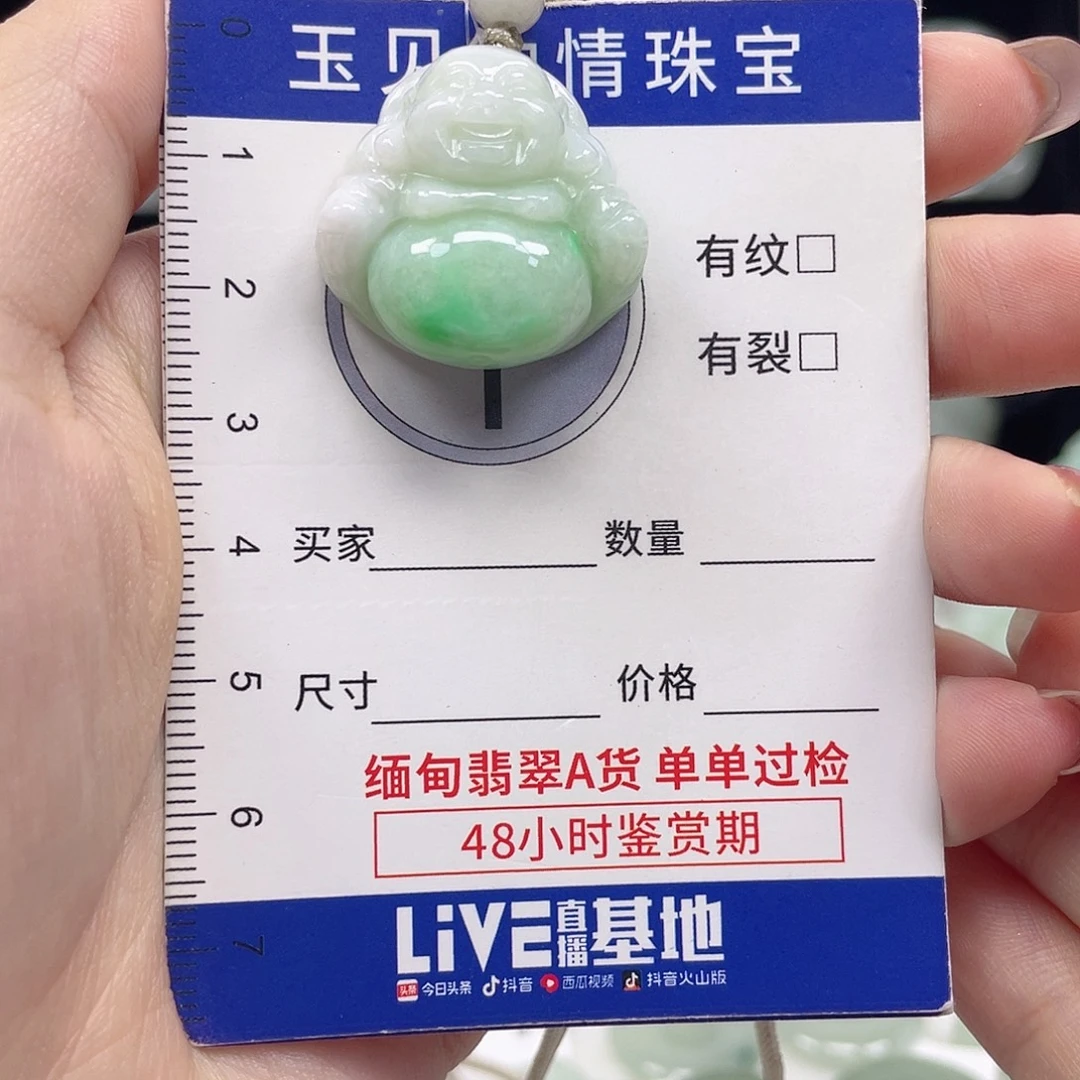 玉见 情珠宝
0
1
2
3
4
5
6
7
有纹□
有裂□
买家 数量
尺寸 价格
缅甸翡翠A货 单单过检
48小时鉴赏期
LiVE直播基地
头条 今日头条 抖音 西瓜视频 抖音火山版